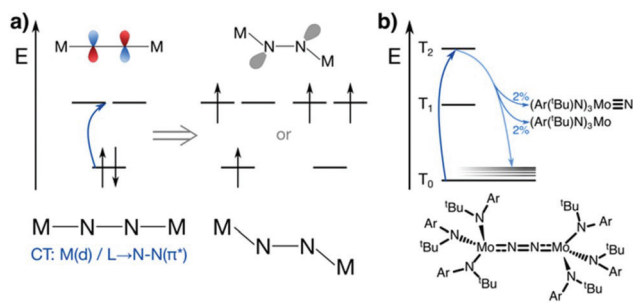 a)
E
M M
M N—N M
or
M—N—N—M
CT: M(d) / L→N-N(π*)
M N—N M
b)
E
T₂
T₁
T₀
2%
(Ar(ᵗBu)N)₃Mo≡N
(Ar(ᵗBu)N)₃Mo
2%
ᵗBu Ar ᵗBu Ar
Ar N N ᵗBu
N Mo=N=N=Mo N Ar
ᵗBu ᵗBu
N N
Ar ᵗBu Ar ᵗBu